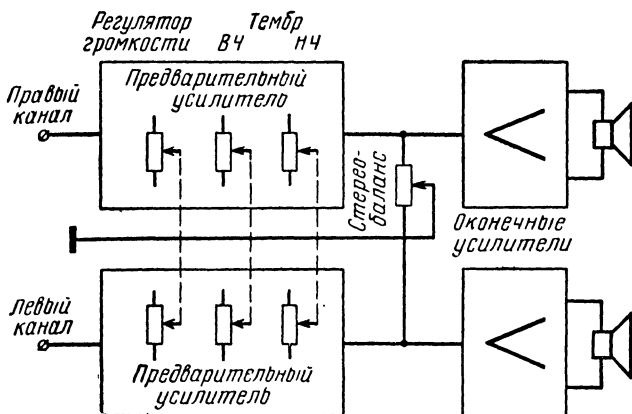 Регулятор
громкости
Тембр
ВЧ НЧ
Правый
канал
Предварительный
усилитель
Стерео-
баланс
Оконечные
усилители
Левый
канал
Предварительный
усилитель